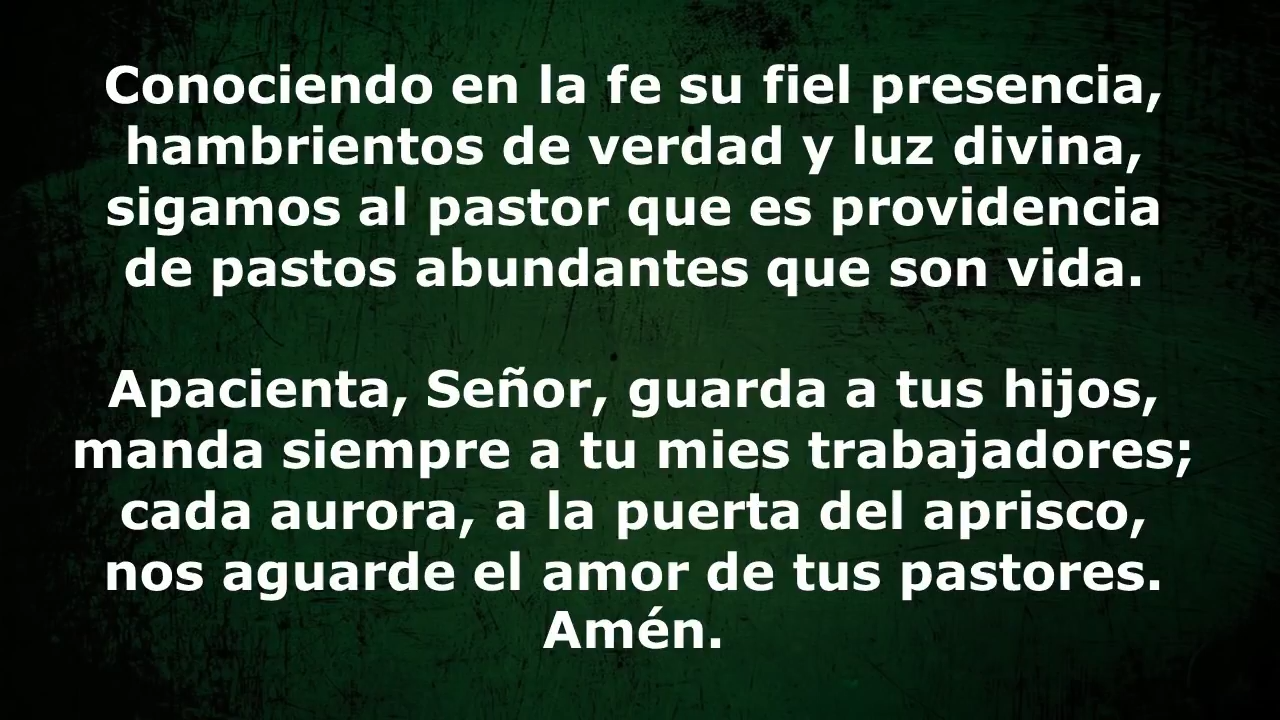 Conociendo en la fe su fiel presencia,
hambrientos de verdad y luz divina,
sigamos al pastor que es providencia
de pastos abundantes que son vida.
Apacienta, Señor, guarda a tus hijos,
manda siempre a tu mies trabajadores;
cada aurora, a la puerta del aprisco,
nos aguarde el amor de tus pastores.
Amén.